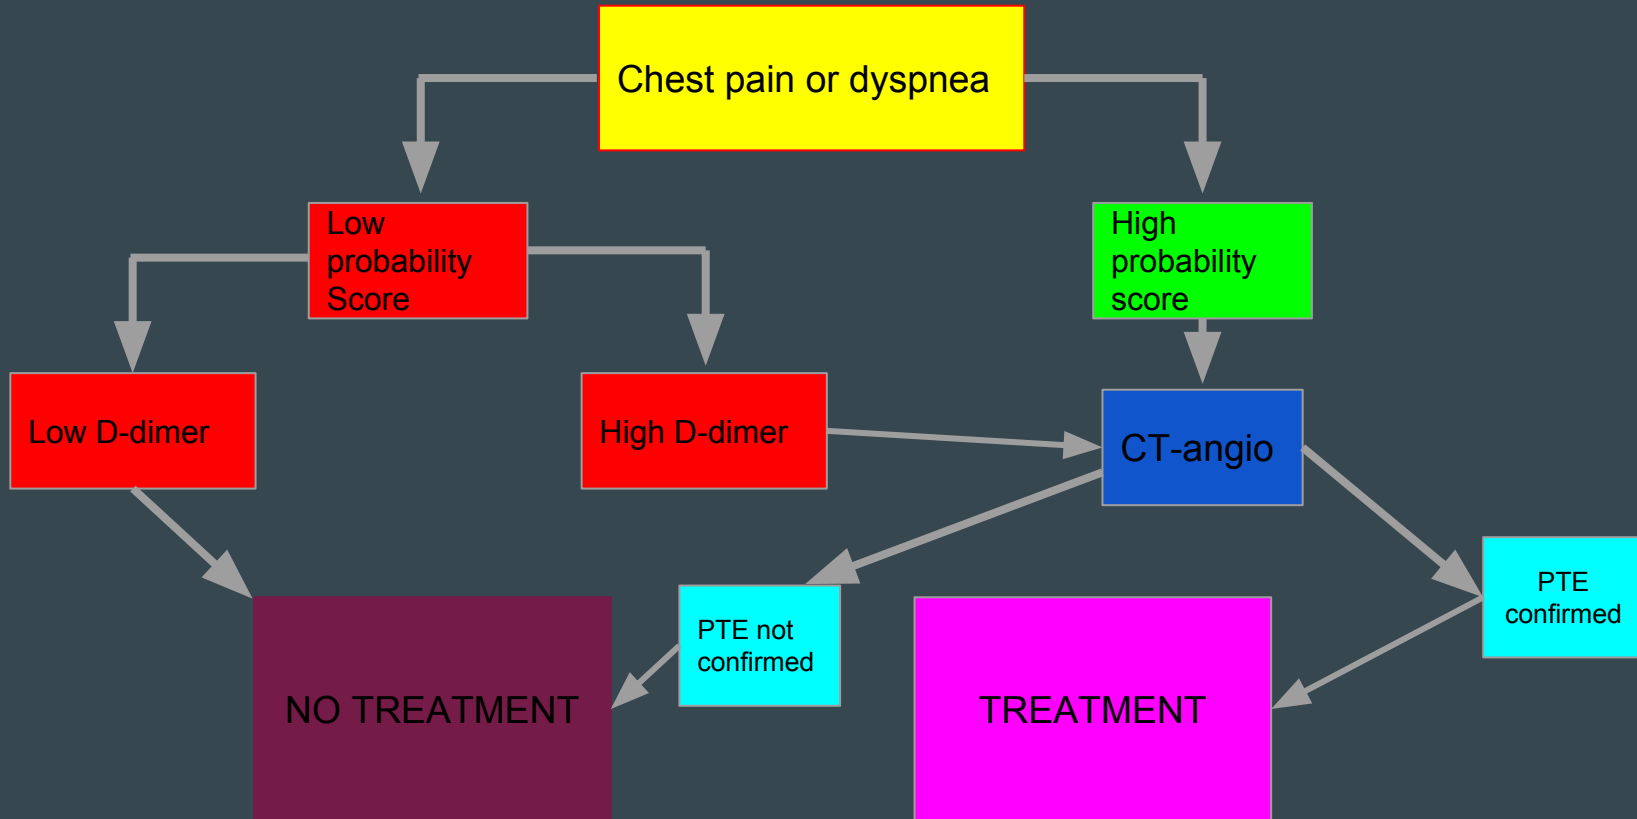 Chest pain or dyspnea
Low
probability
Score
High
probability
score
Low D-dimer
High D-dimer
CT-angio
PTE
confirmed
PTE not
confirmed
NO TREATMENT
TREATMENT